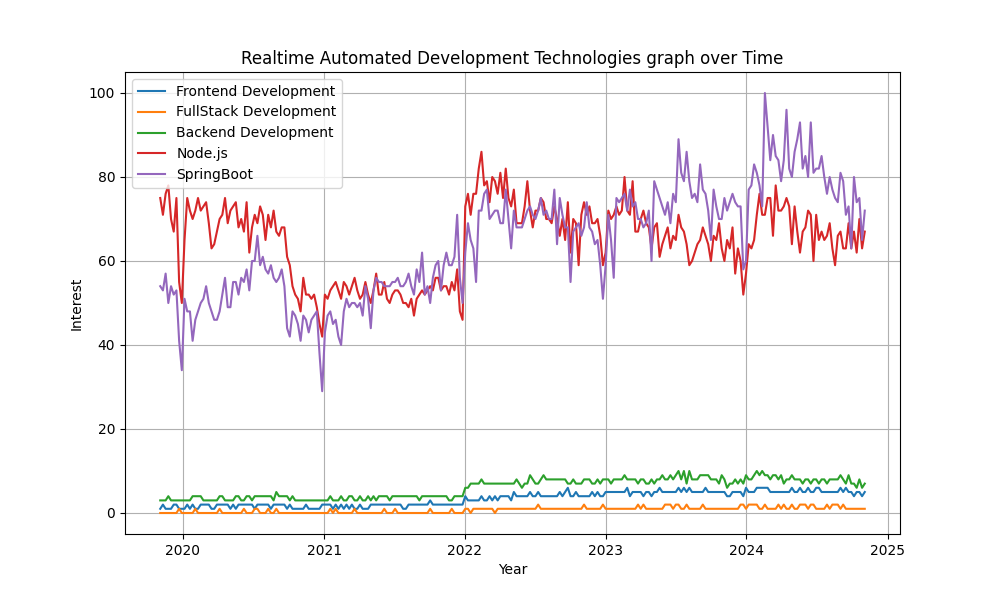 Realtime Automated Development Technologies graph over Time
Frontend Development
FullStack Development
Backend Development
Node.js
SpringBoot
100
80
60
40
20
0
Interest
2020
2021
2022
2023
2024
2025
Year